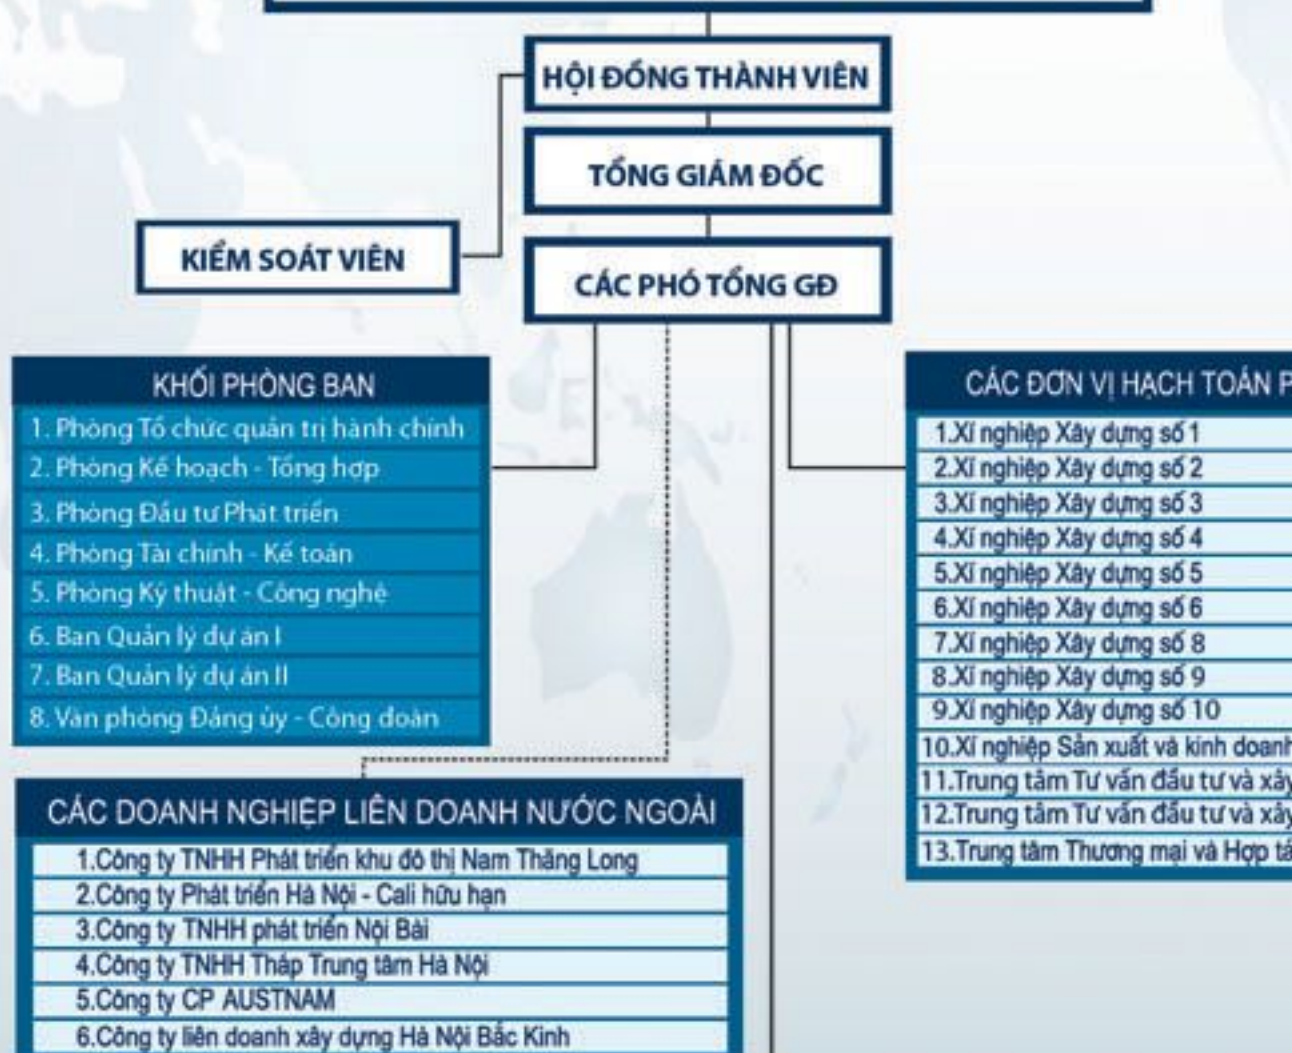 HỘI ĐỒNG THÀNH VIÊN
TỔNG GIÁM ĐỐC
KIỂM SOÁT VIÊN
CÁC PHÓ TỔNG GĐ
KHỐI PHÒNG BAN
1. Phòng Tổ chức quản trị hành chính
2. Phòng Kế hoạch - Tổng hợp
3. Phòng Đầu tư Phát triển
4. Phòng Tài chính - Kế toán
5. Phòng Kỹ thuật - Công nghệ
6. Ban Quản lý dự án I
7. Ban Quản lý dự án II
8. Văn phòng Đảng ủy - Công đoàn
CÁC ĐƠN VỊ HẠCH TOÁN P
1.Xí nghiệp Xây dựng số 1
2.Xí nghiệp Xây dựng số 2
3.Xí nghiệp Xây dựng số 3
4.Xí nghiệp Xây dựng số 4
5.Xí nghiệp Xây dựng số 5
6.Xí nghiệp Xây dựng số 6
7.Xí nghiệp Xây dựng số 8
8.Xí nghiệp Xây dựng số 9
9.Xí nghiệp Xây dựng số 10
10.Xí nghiệp Sản xuất và kinh doanh
11.Trung tâm Tư vấn đầu tư và xây
12.Trung tâm Tư vấn đầu tư và xây
13.Trung tâm Thương mại và Hợp tá
CÁC DOANH NGHIỆP LIÊN DOANH NƯỚC NGOÀI
1.Công ty TNHH Phát triển khu đô thị Nam Thăng Long
2.Công ty Phát triển Hà Nội - Cali hữu hạn
3.Công ty TNHH phát triển Nội Bài
4.Công ty TNHH Tháp Trung tâm Hà Nội
5.Công ty CP AUSTNAM
6.Công ty liên doanh xây dựng Hà Nội Bắc Kinh